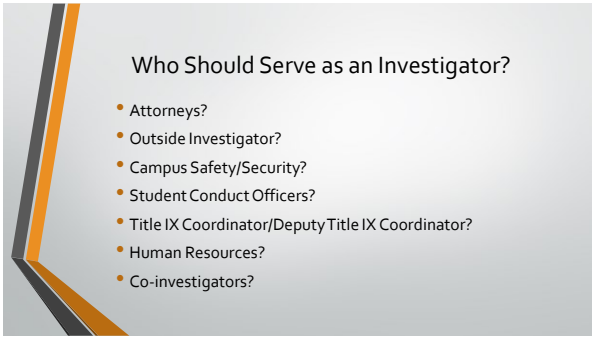 Who Should Serve as an Investigator?
• Attorneys?
• Outside Investigator?
• Campus Safety/Security?
• Student Conduct Officers?
• Title IX Coordinator/Deputy Title IX Coordinator?
• Human Resources?
• Co-investigators?